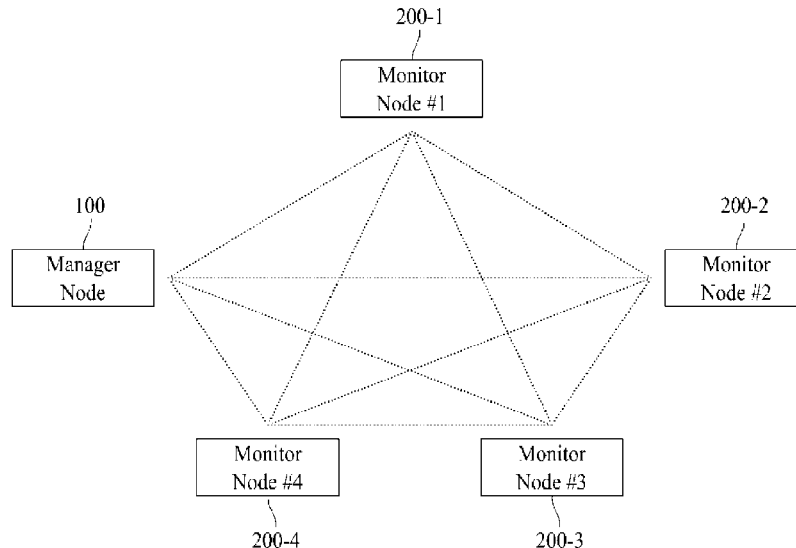 200-1
Monitor
Node #1
100
Manager
Node
200-2
Monitor
Node #2
Monitor
Node #4
200-4
Monitor
Node #3
200-3